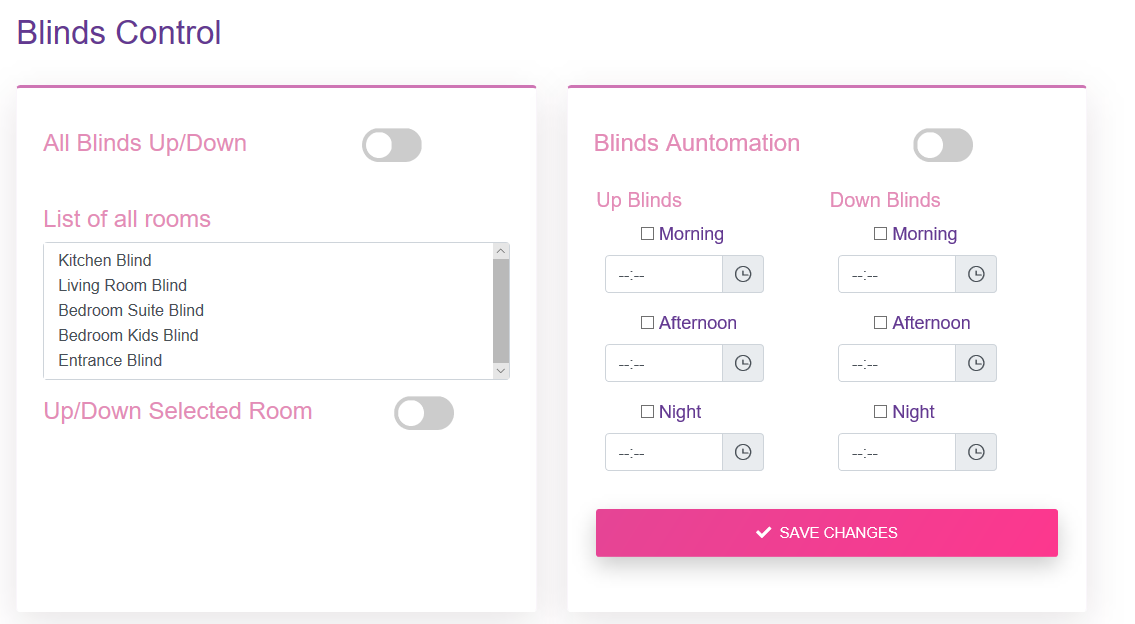 Blinds Control
All Blinds Up/Down
List of all rooms
Kitchen Blind
Living Room Blind
Bedroom Suite Blind
Bedroom Kids Blind
Entrance Blind
Up/Down Selected Room
Blinds Auntomation
Up Blinds Down Blinds
Morning Morning
--:-- --:--
Afternoon Afternoon
--:-- --:--
Night Night
--:-- --:--
SAVE CHANGES